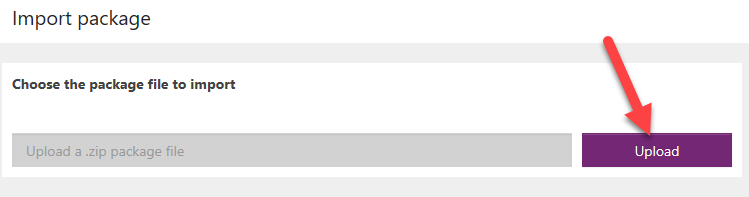 Import package
Choose the package file to import
Upload a .zip package file
Upload